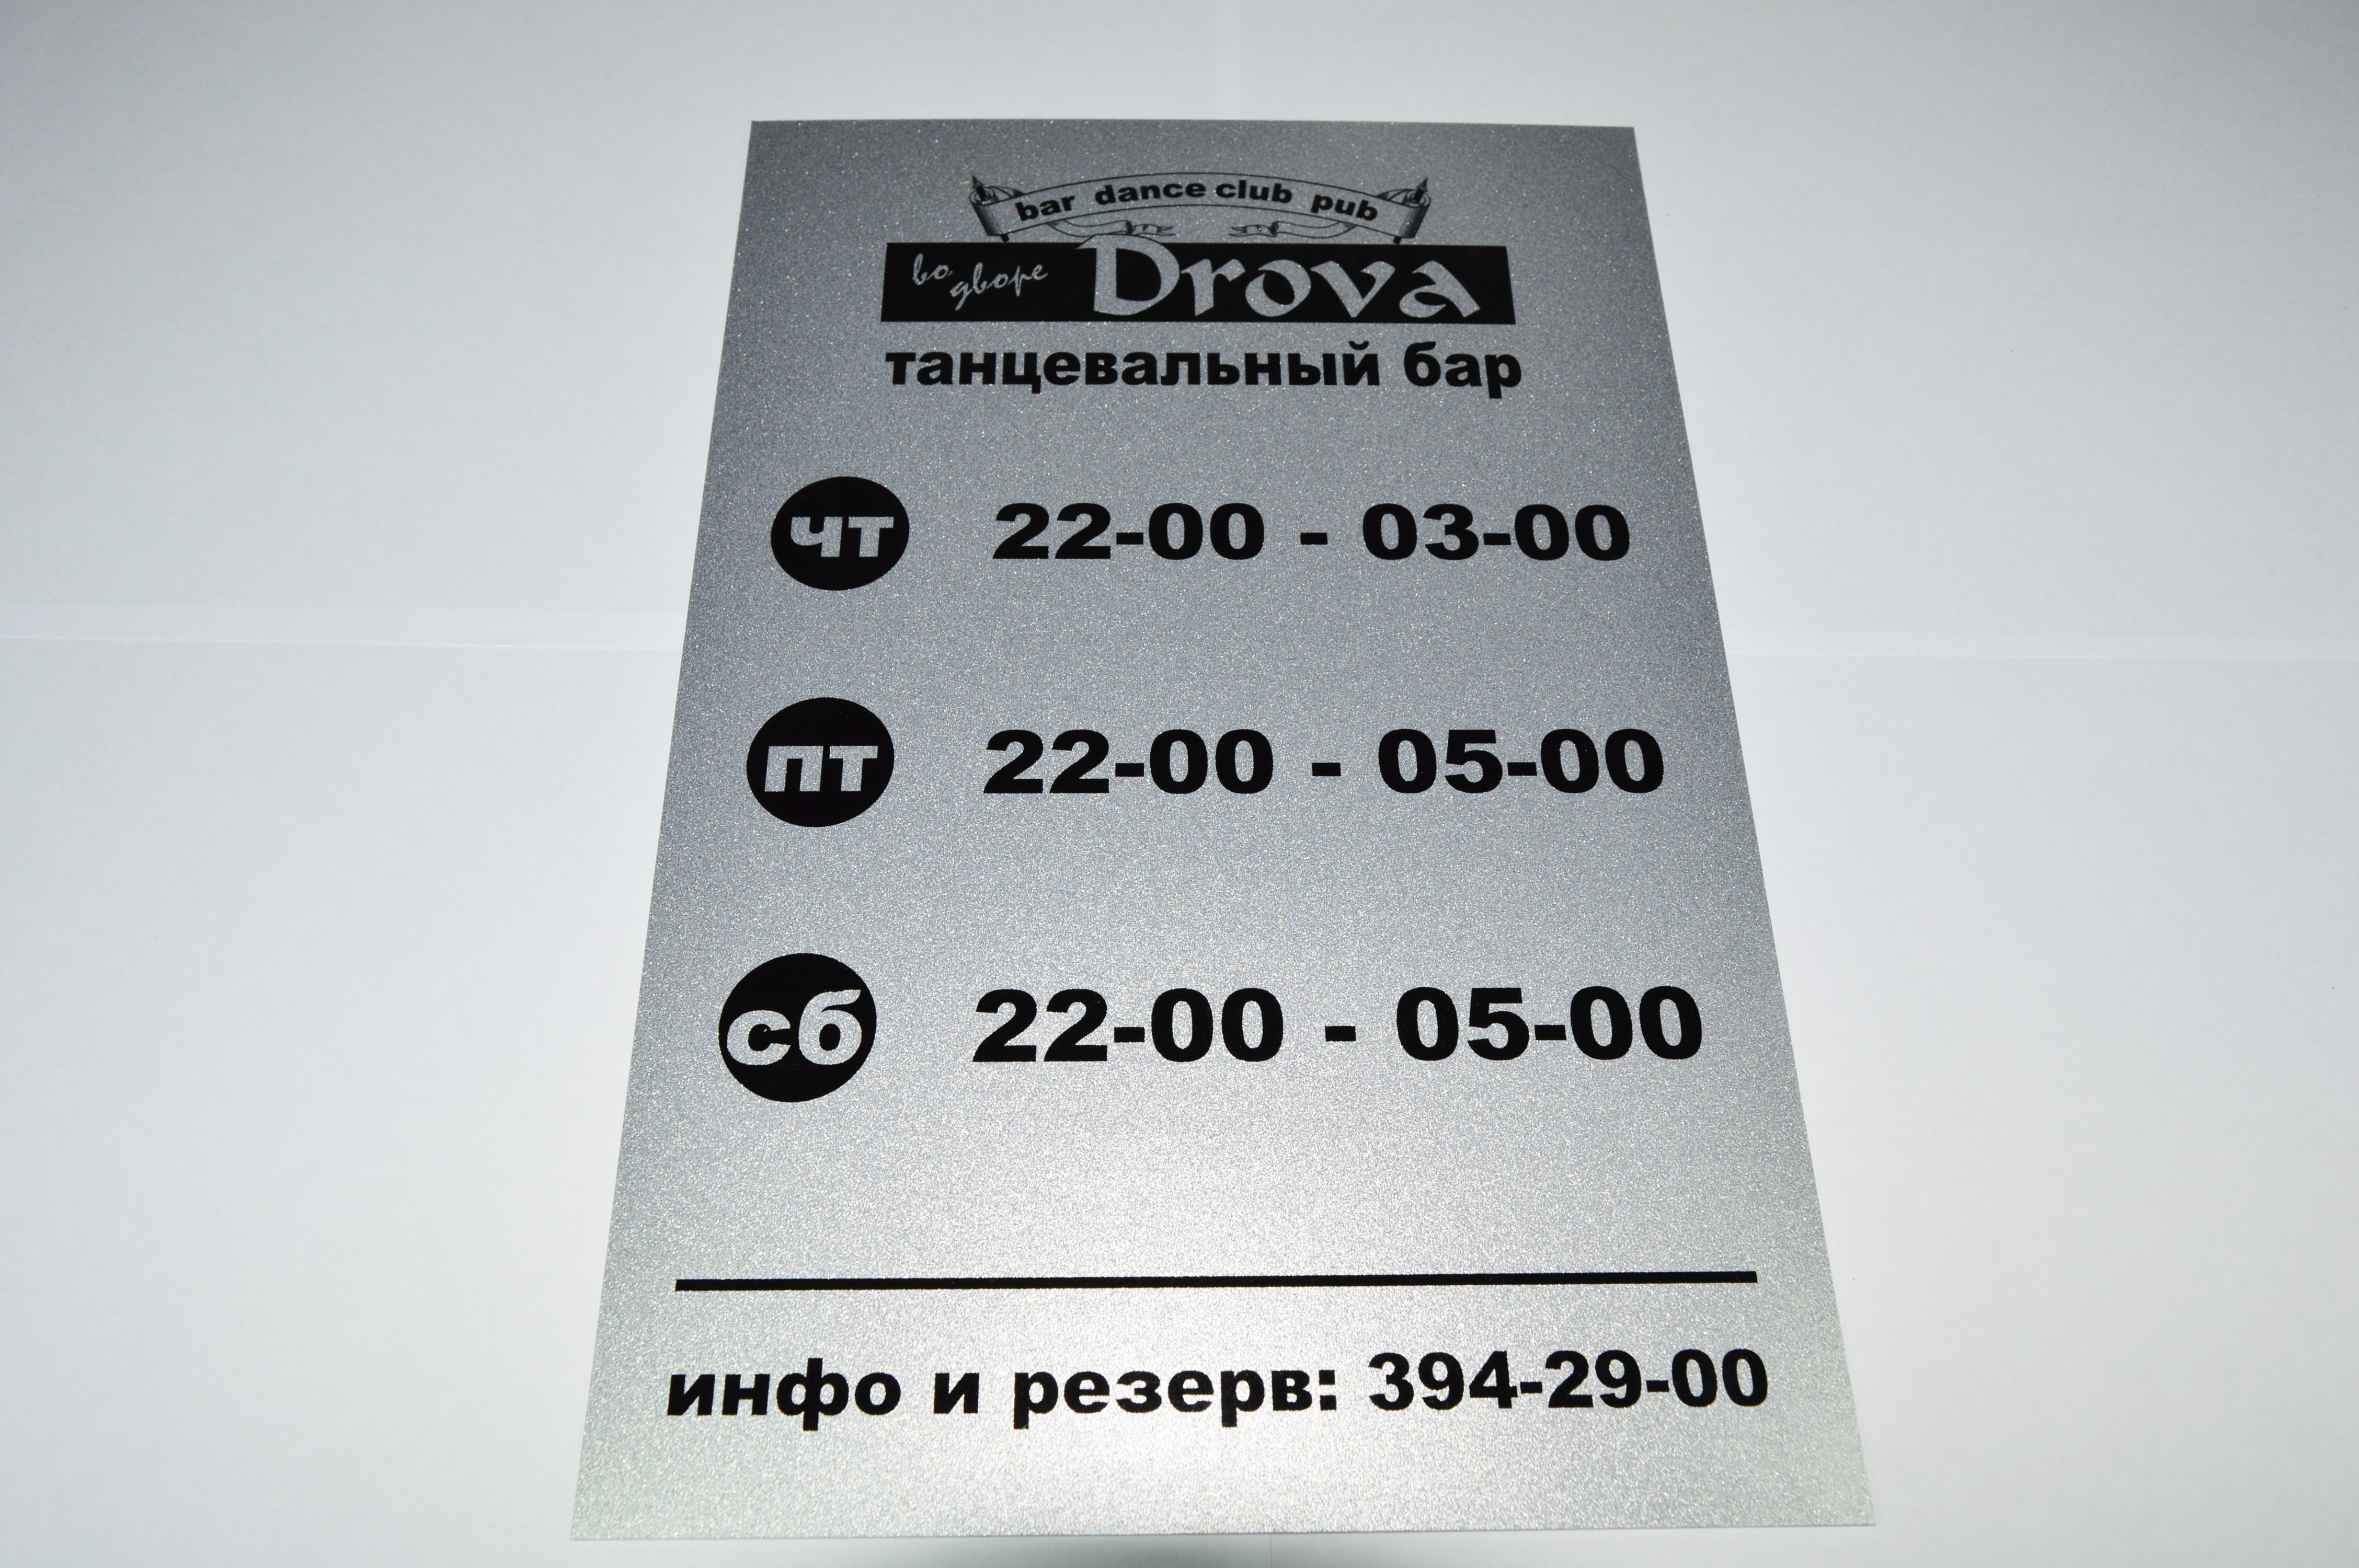 bar dance club pub
во дворе Drova
танцевальный бар
чт 22-00 - 03-00
пт 22-00 - 05-00
сб 22-00 - 05-00
инфо и резерв: 394-29-00